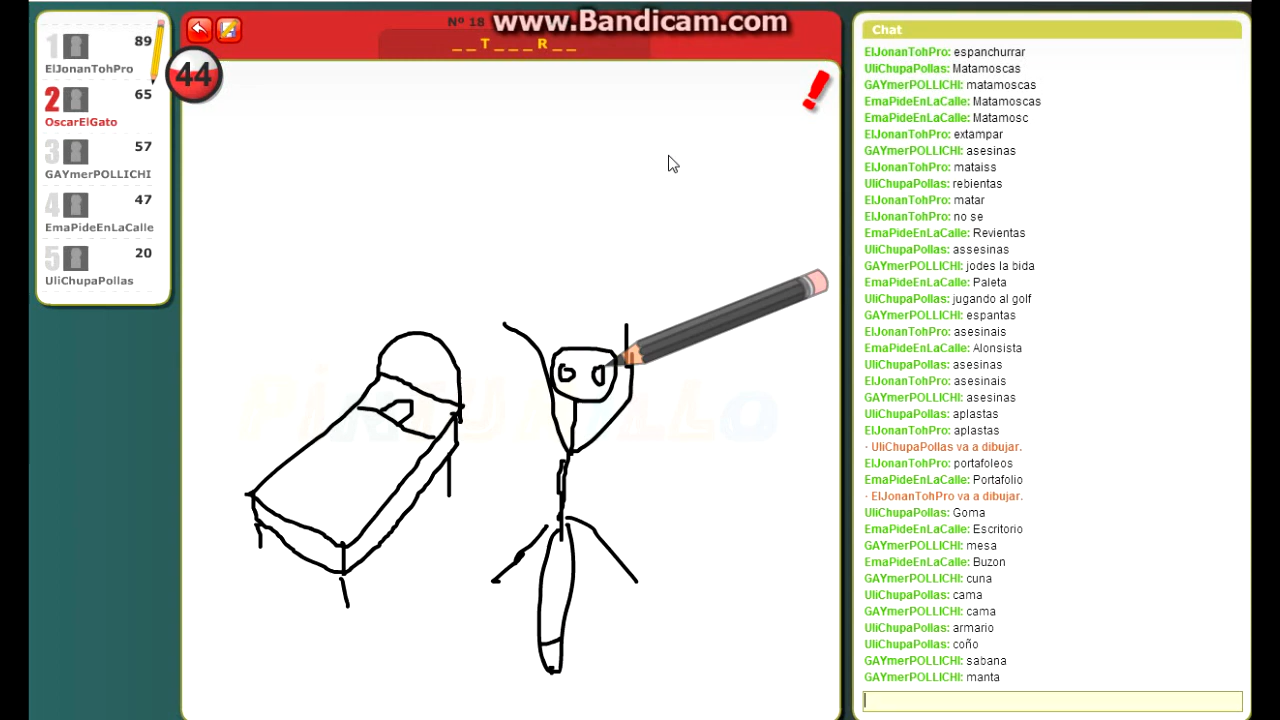 www.Bandicam.com
Nº 18
_ _ T _ _ _ R _ _
44
1 89
ElJonanTohPro
2 65
OscarElGato
3 57
GAYmerPOLLICHI
4 47
EmaPideEnLaCalle
5 20
UliChupaPollas
Chat
ElJonanTohPro: espanchurrar
UliChupaPollas: Matamoscas
GAYmerPOLLICHI: matamoscas
EmaPideEnLaCalle: Matamoscas
EmaPideEnLaCalle: Matamosc
ElJonanTohPro: extampar
GAYmerPOLLICHI: asesinas
ElJonanTohPro: mataiss
UliChupaPollas: rebientas
ElJonanTohPro: matar
ElJonanTohPro: no se
EmaPideEnLaCalle: Revientas
UliChupaPollas: assesinas
GAYmerPOLLICHI: jodes la bida
EmaPideEnLaCalle: Paleta
UliChupaPollas: jugando al golf
GAYmerPOLLICHI: espantas
ElJonanTohPro: asesinais
EmaPideEnLaCalle: Alonsista
UliChupaPollas: asesinas
ElJonanTohPro: asesinais
GAYmerPOLLICHI: asesinas
UliChupaPollas: aplastas
ElJonanTohPro: aplastas
- UliChupaPollas va a dibujar.
ElJonanTohPro: portafoleos
EmaPideEnLaCalle: Portafolio
- ElJonanTohPro va a dibujar.
UliChupaPollas: Goma
EmaPideEnLaCalle: Escritorio
GAYmerPOLLICHI: mesa
EmaPideEnLaCalle: Buzon
GAYmerPOLLICHI: cuna
UliChupaPollas: cama
GAYmerPOLLICHI: cama
UliChupaPollas: armario
UliChupaPollas: coño
GAYmerPOLLICHI: sabana
GAYmerPOLLICHI: manta